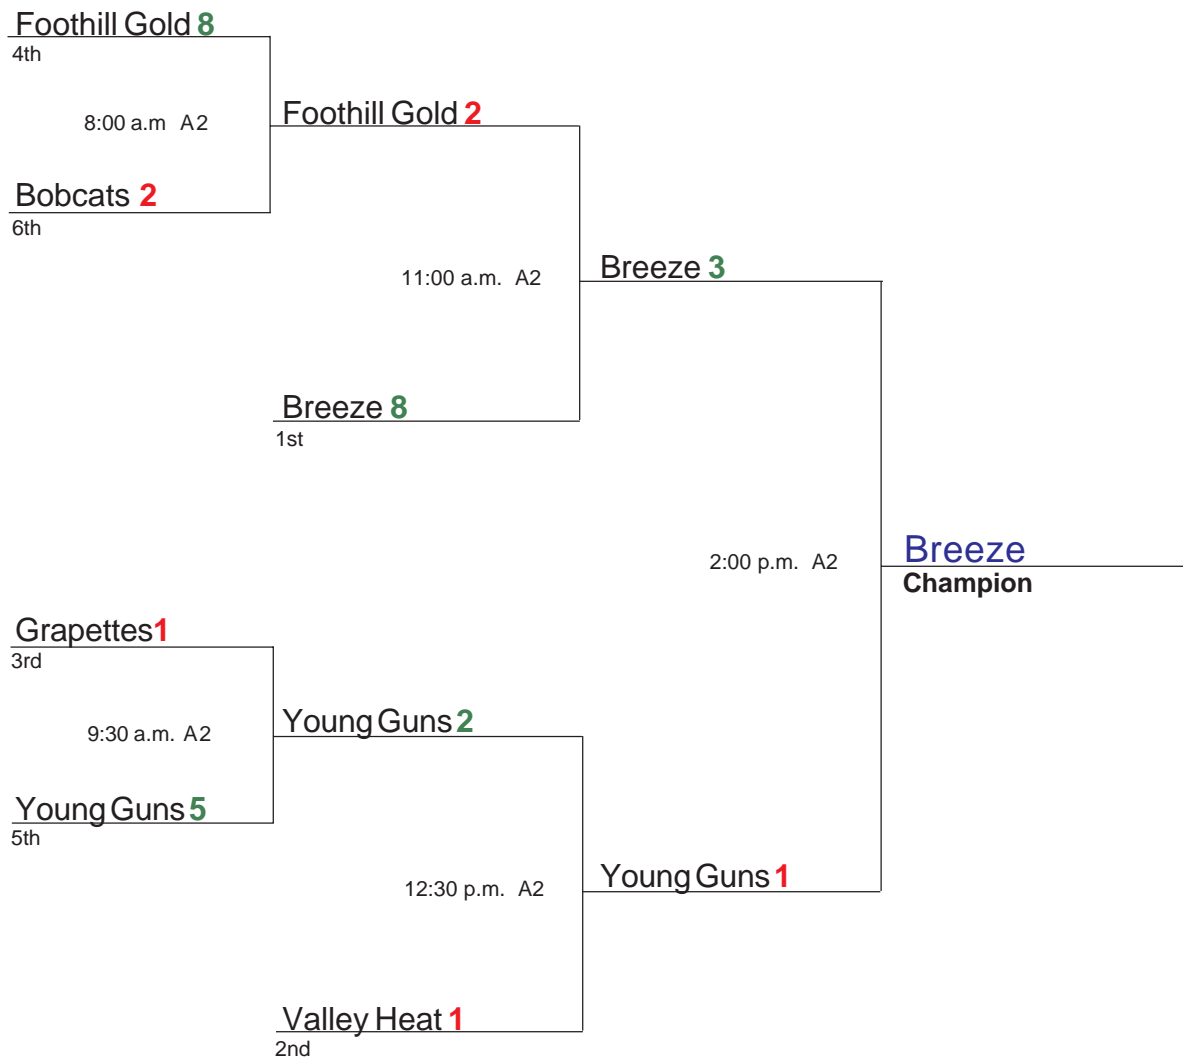 Foothill Gold 8
4th
8:00 a.m A2
Foothill Gold 2
Bobcats 2
6th
11:00 a.m. A2
Breeze 3
Breeze 8
1st
2:00 p.m. A2
Breeze
Champion
Grapettes 1
3rd
9:30 a.m. A2
Young Guns 2
Young Guns 5
5th
12:30 p.m. A2
Young Guns 1
Valley Heat 1
2nd